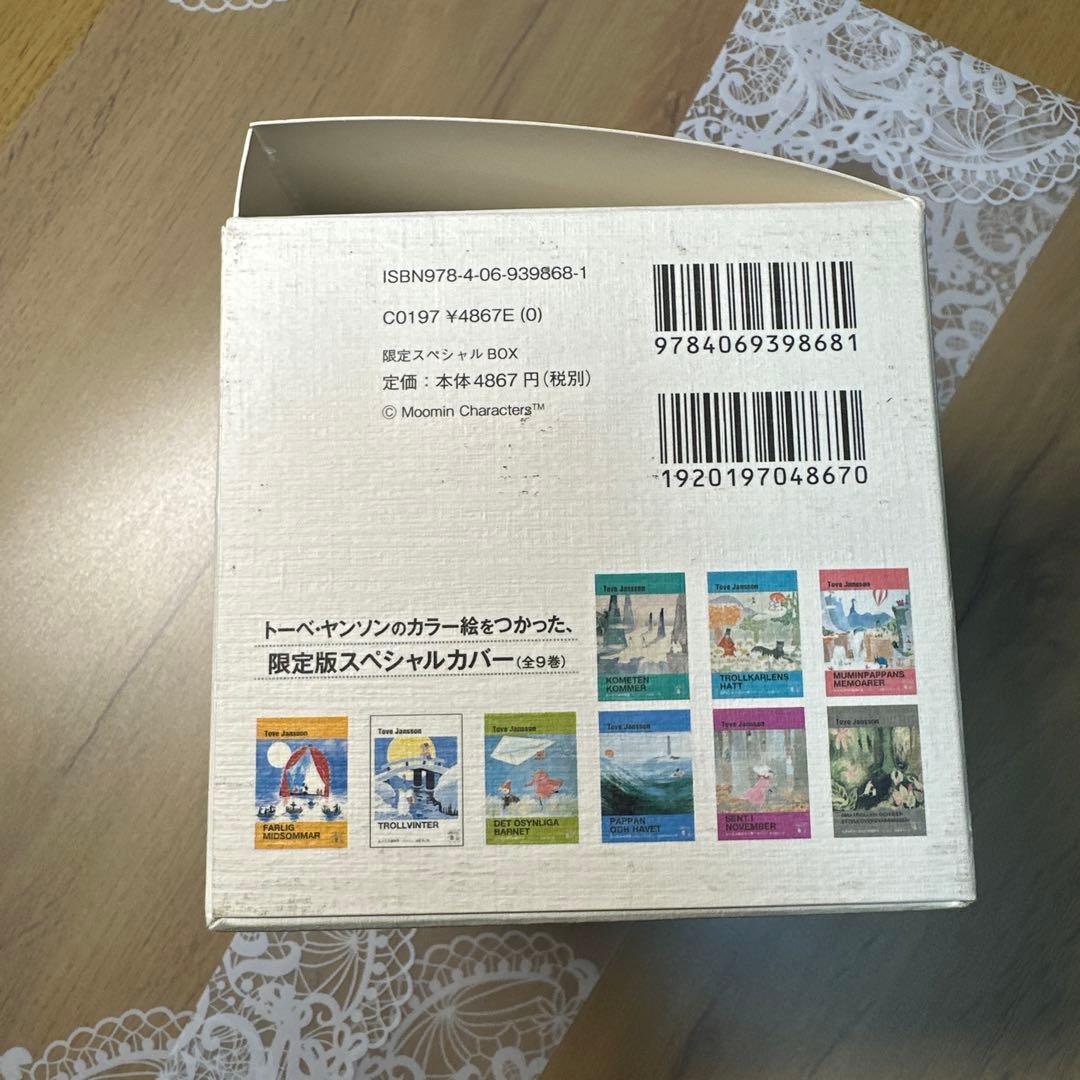 ISBN978-4-06-939868-1
C0197 ¥4867E (0)
限定スペシャル BOX
定価：本体4867円(税別)
© Moomin Characters™
9784069398681
1920197048670
トーベ・ヤンソンのカラー絵をつかった、
限定版スペシャルカバー(全9巻)
Tove Jansson
KOMETEN
KOMMER
Tove Jansson
TROLLKARLENS
HATT
Tove Jansson
MUMINPAPPANS
MEMOARER
Tove Jansson
FARLIG
MIDSOMMAR
Tove Jansson
TROLLVINTER
Tove Jansson
DET OSYNLIGA
BARNET
Tove Jansson
PAPPAN
OCH HAVET
Tove Jansson
SENT I
NOVEMBER
Tove Jansson